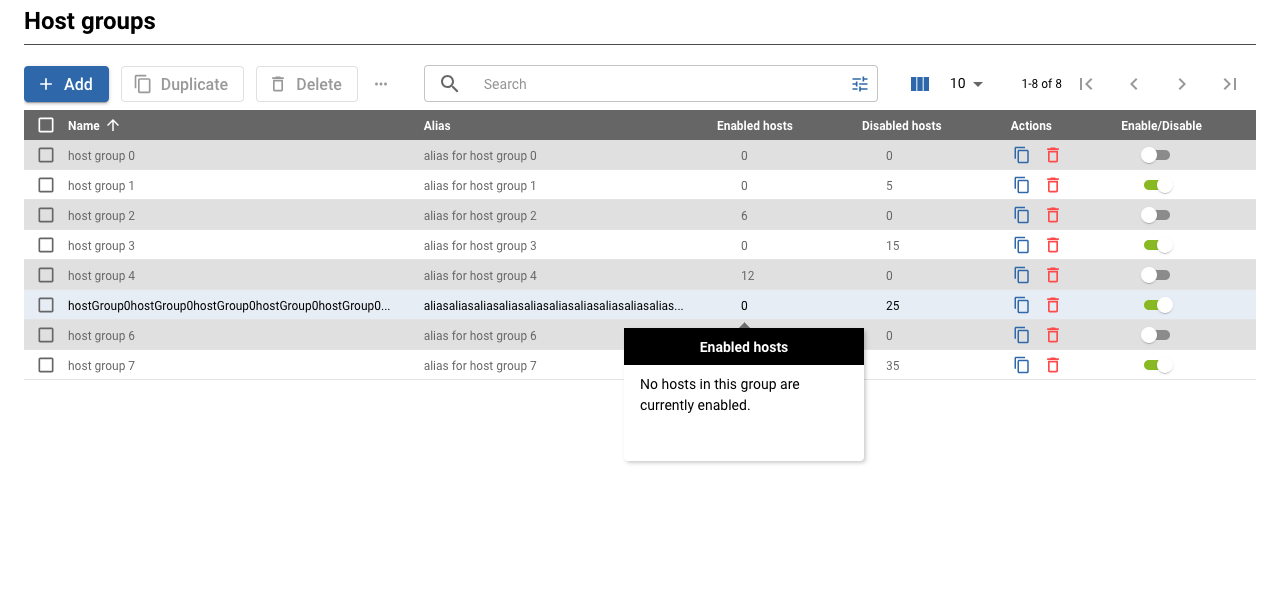 Host groups
Add Duplicate Delete ... Search 10 1-8 of 8
Name Alias Enabled hosts Disabled hosts Actions Enable/Disable
host group 0 alias for host group 0 0 0
host group 1 alias for host group 1 0 5
host group 2 alias for host group 2 6 0
host group 3 alias for host group 3 0 15
host group 4 alias for host group 4 12 0
hostGroup0hostGroup0hostGroup0hostGroup0hostGroup0... aliasaliasaliasaliasaliasaliasaliasaliasaliasalias... 0 25
host group 6 alias for host group 6 0
host group 7 alias for host group 7 35
Enabled hosts
No hosts in this group are
currently enabled.